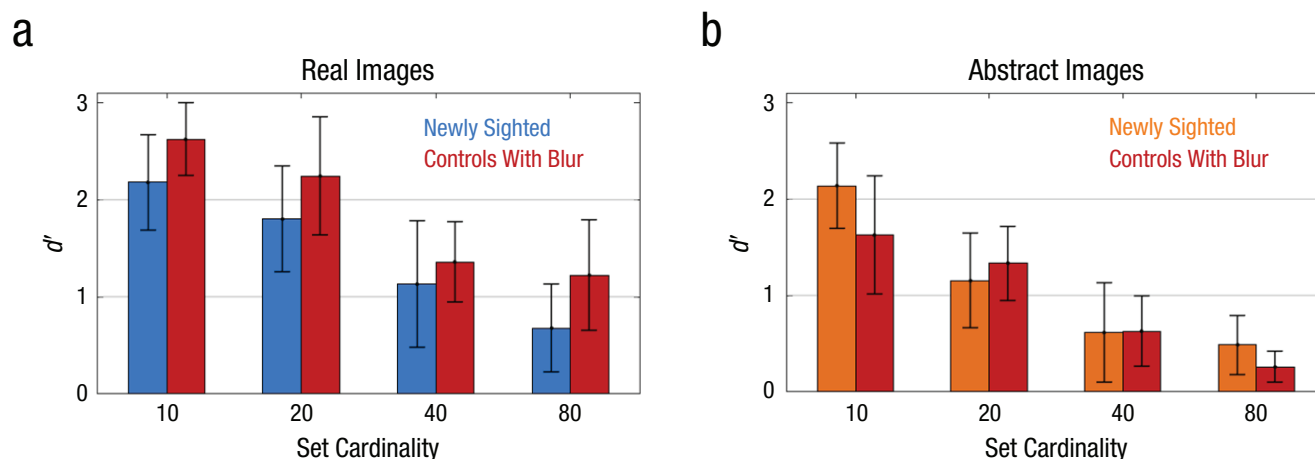 a
Real Images
3
2
1
0
d′
Newly Sighted
Controls With Blur
10 20 40 80
Set Cardinality
b
Abstract Images
3
2
1
0
d′
Newly Sighted
Controls With Blur
10 20 40 80
Set Cardinality